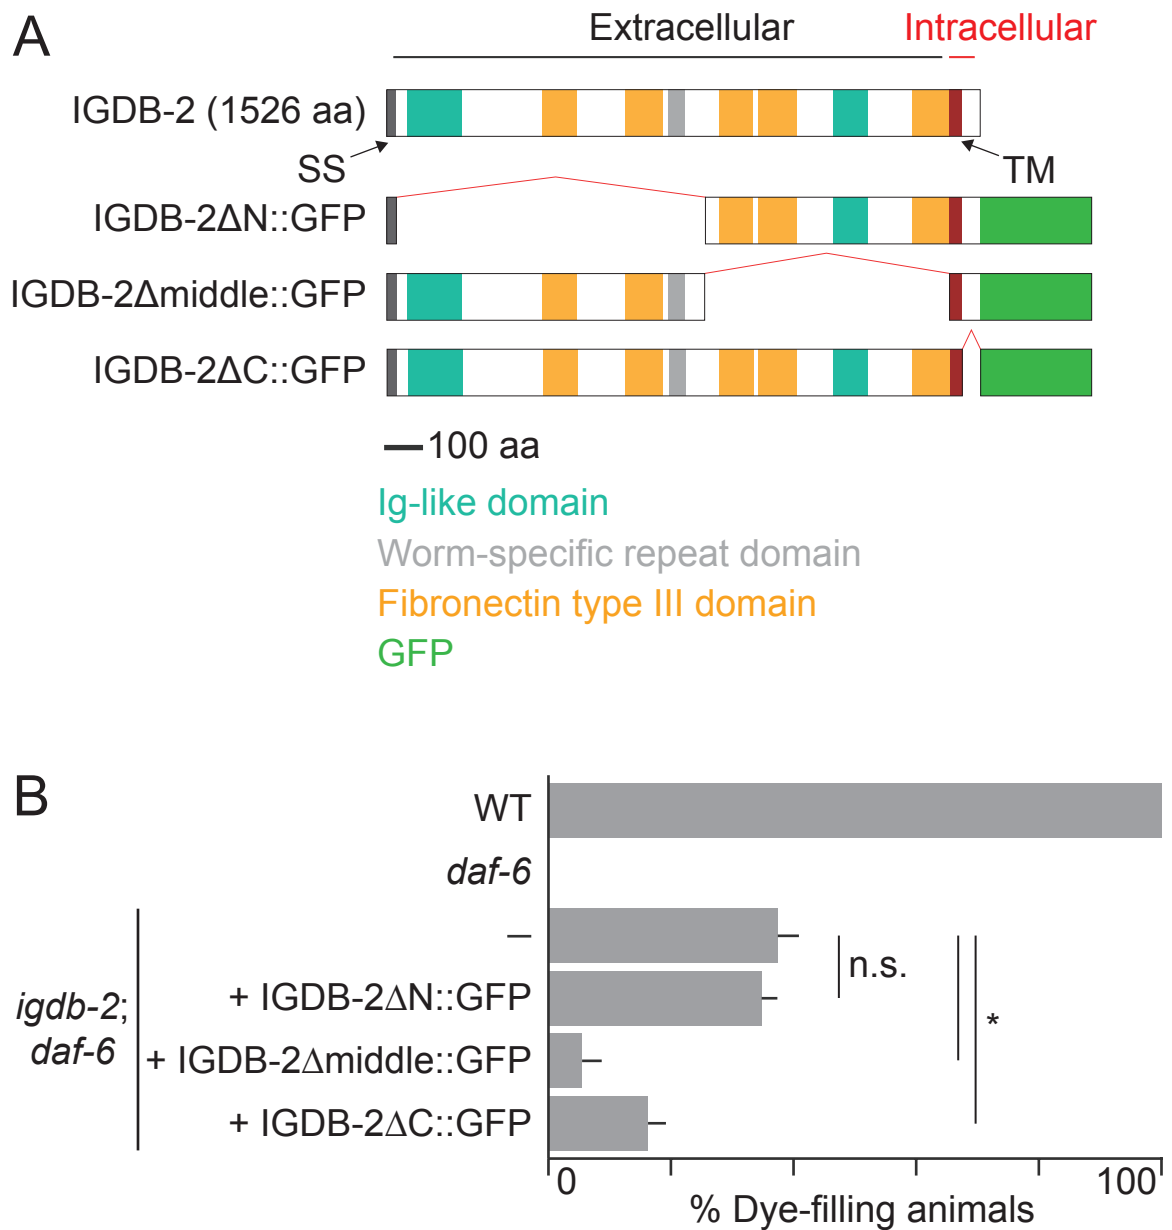 A
Extracellular
Intracellular
IGDB-2 (1526 aa)
SS
TM
IGDB-2ΔN::GFP
IGDB-2Δmiddle::GFP
IGDB-2ΔC::GFP
100 aa
Ig-like domain
Worm-specific repeat domain
Fibronectin type III domain
GFP
B
WT
daf-6
—
n.s.
igdb-2;
daf-6
+ IGDB-2ΔN::GFP
+ IGDB-2Δmiddle::GFP
+ IGDB-2ΔC::GFP
*
0
100
% Dye-filling animals